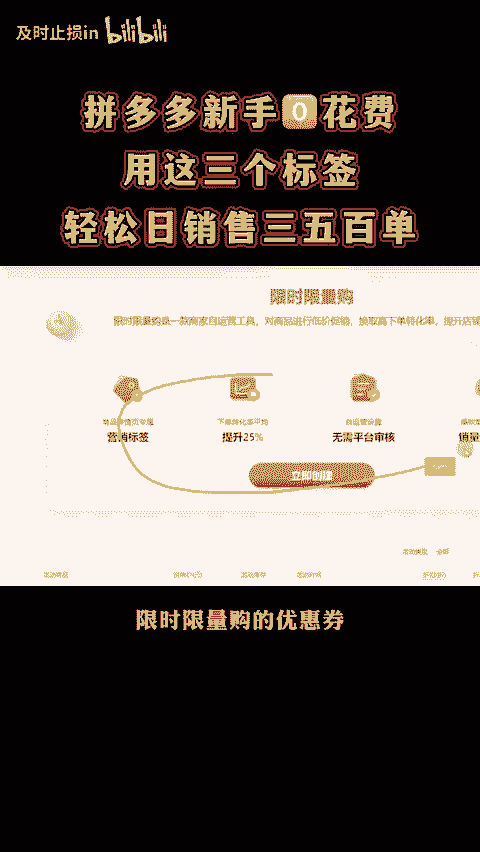 及时止损in bilibili
拼多多新手0花费
用这三个标签
轻松日销售三五百单
限时限量购
限时限量购是一款商家自运营工具，对商品进行低价促销，换取高下单转化率，提升店铺
营销标签
下单转化率平均
提升25%
无需平台审核
销量
立即创建
限时限量购的优惠券